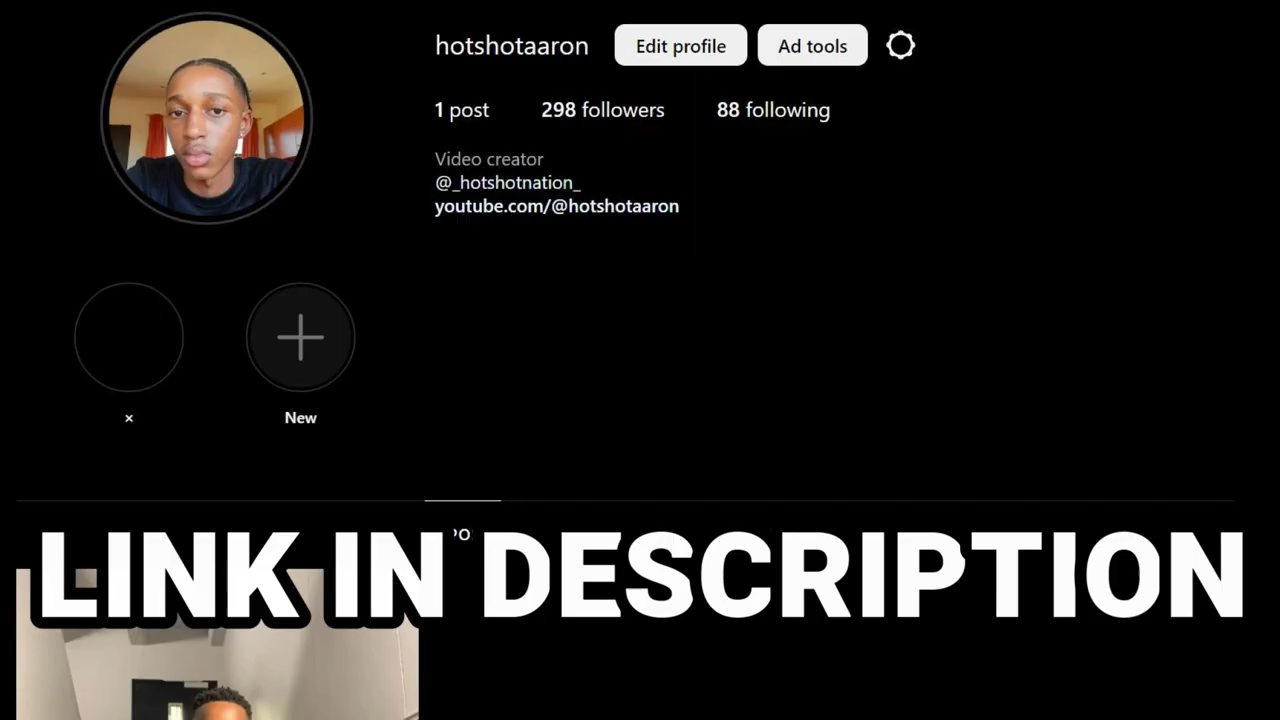 hotshotaaron Edit profile Ad tools
1 post 298 followers 88 following
Video creator
@_hotshotnation_
youtube.com/@hotshotaaron
× New
LINK IN DESCRIPTION